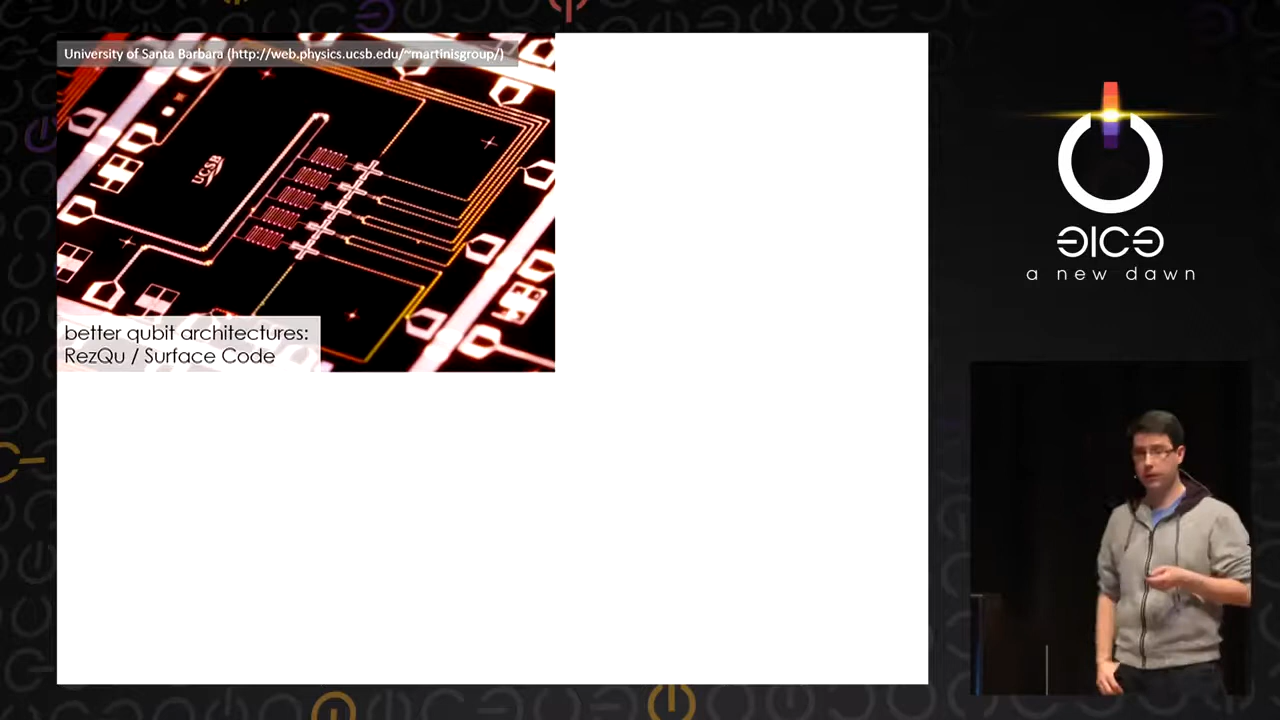 University of Santa Barbara (http://web.physics.ucsb.edu/~martinisgroup/)
UCSB
better qubit architectures:
RezQu / Surface Code
a new dawn